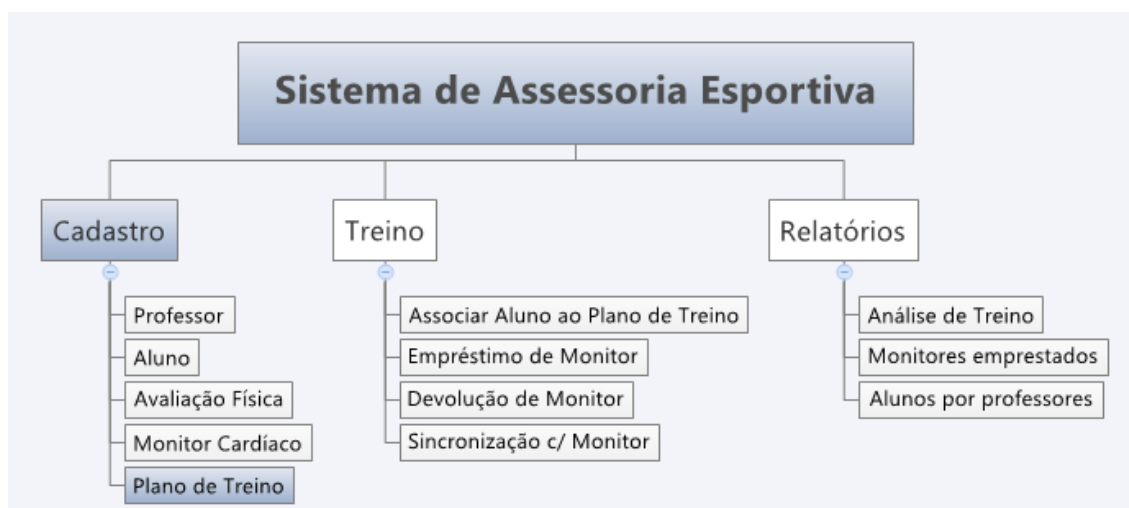 Sistema de Assessoria Esportiva
Cadastro
Professor
Aluno
Avaliação Física
Monitor Cardíaco
Plano de Treino
Treino
Associar Aluno ao Plano de Treino
Empréstimo de Monitor
Devolução de Monitor
Sincronização c/ Monitor
Relatórios
Análise de Treino
Monitores emprestados
Alunos por professores